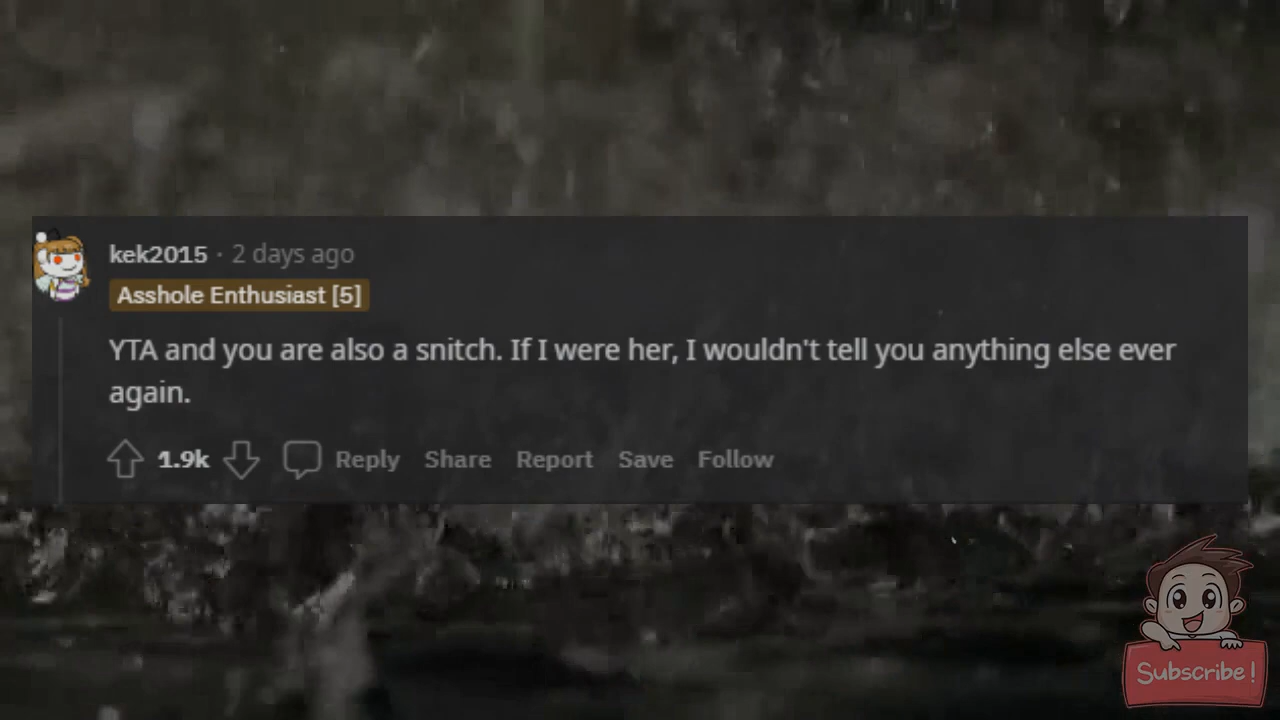 kek2015 · 2 days ago
Asshole Enthusiast [5]
YTA and you are also a snitch. If I were her, I wouldn't tell you anything else ever
again.
1.9k Reply Share Report Save Follow
Subscribe!